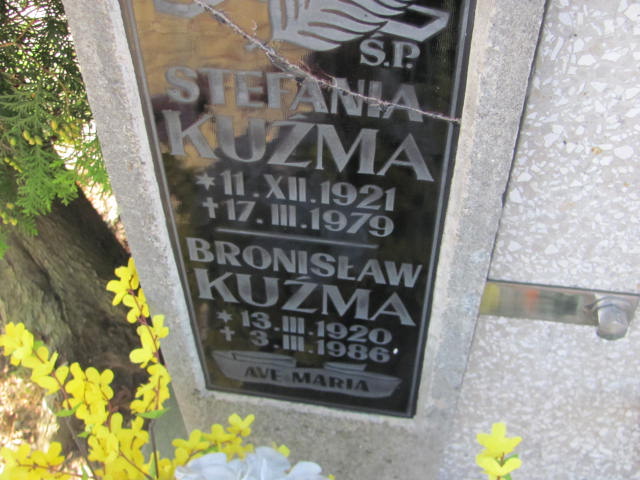 Ś.P.
STEFANIA
KUŹMA
* 11.XII.1921
† 17.III.1979
BRONISŁAW
KUŹMA
* 13.III.1920
† 3.III.1986
AVE MARIA